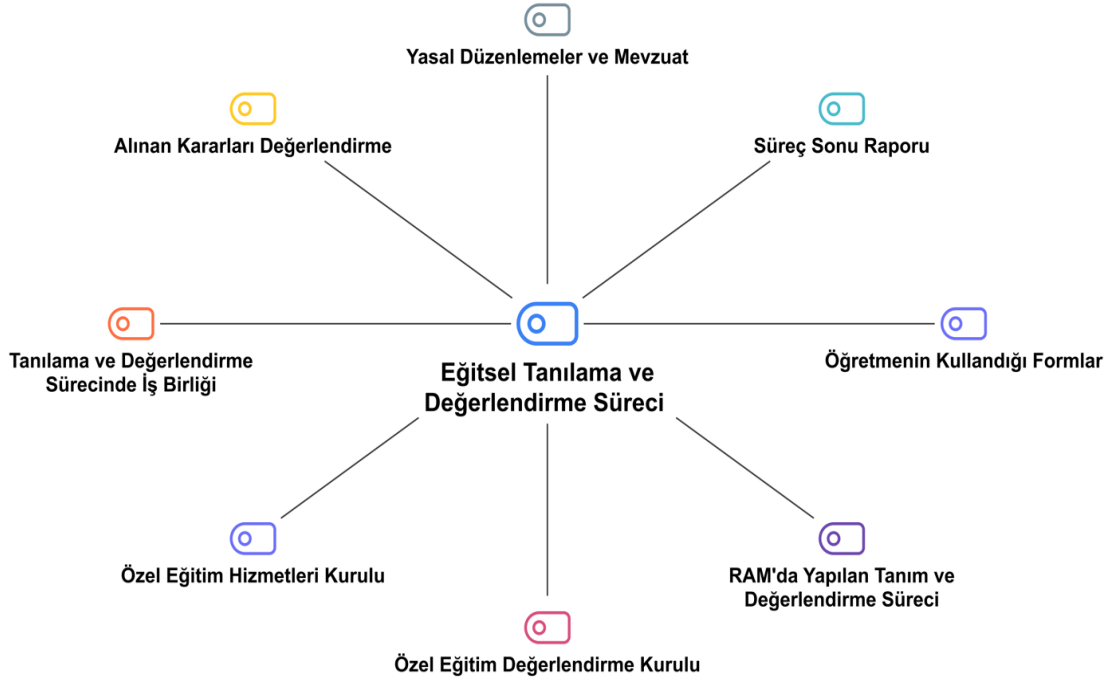 Yasal Düzenlemeler ve Mevzuat
Alınan Kararları Değerlendirme
Süreç Sonu Raporu
Tanılama ve Değerlendirme
Sürecinde İş Birliği
Öğretmenin Kullandığı Formlar
Eğitsel Tanılama ve
Değerlendirme Süreci
Özel Eğitim Hizmetleri Kurulu
RAM'da Yapılan Tanım ve
Değerlendirme Süreci
Özel Eğitim Değerlendirme Kurulu